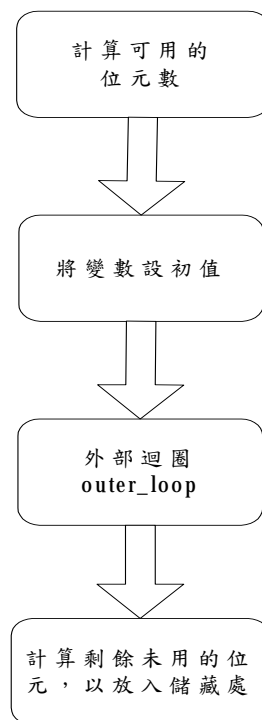 計算可用的
位元數
將變數設初值
外部迴圈
outer_loop
計算剩餘未用的位
元，以放入儲藏處